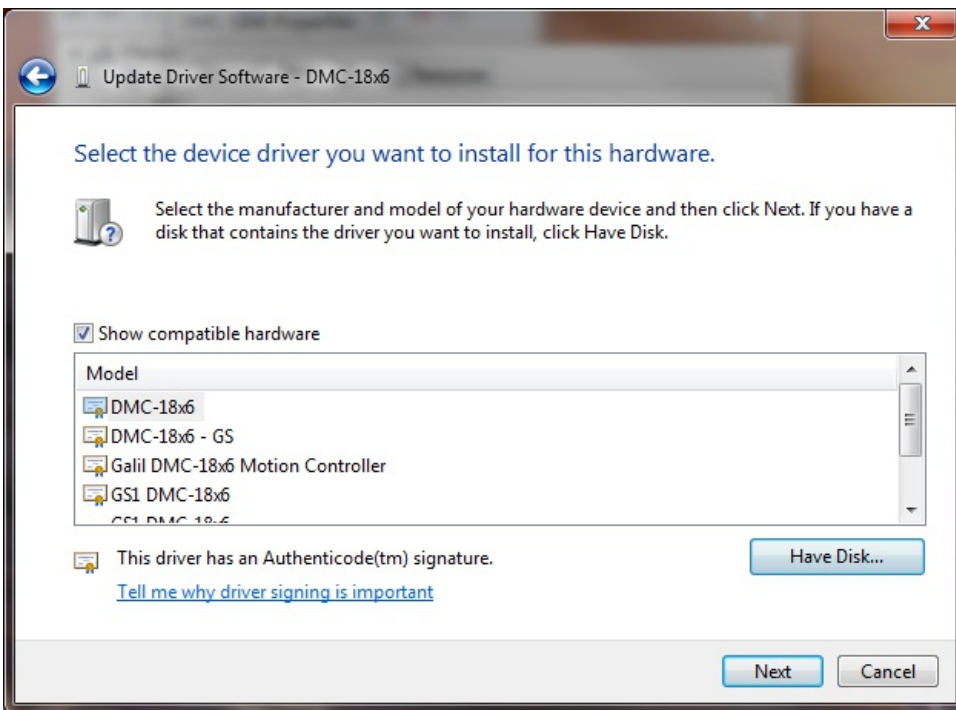 Update Driver Software - DMC-18x6
Select the device driver you want to install for this hardware.
Select the manufacturer and model of your hardware device and then click Next. If you have a
disk that contains the driver you want to install, click Have Disk.
Show compatible hardware
Model
DMC-18x6
DMC-18x6 - GS
Galil DMC-18x6 Motion Controller
GS1 DMC-18x6
GS1 DMC-18x6
This driver has an Authenticode(tm) signature.
Have Disk...
Tell me why driver signing is important
Next
Cancel